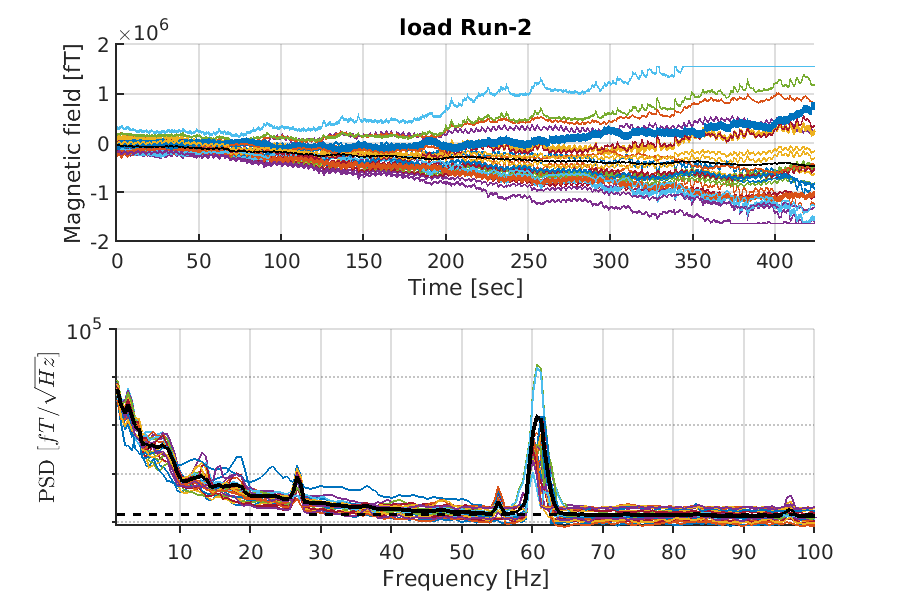 load Run-2
×10^6
Magnetic field [fT]
2
1
0
-1
-2
0 50 100 150 200 250 300 350 400
Time [sec]
10^5
PSD [fT/√Hz]
10 20 30 40 50 60 70 80 90 100
Frequency [Hz]